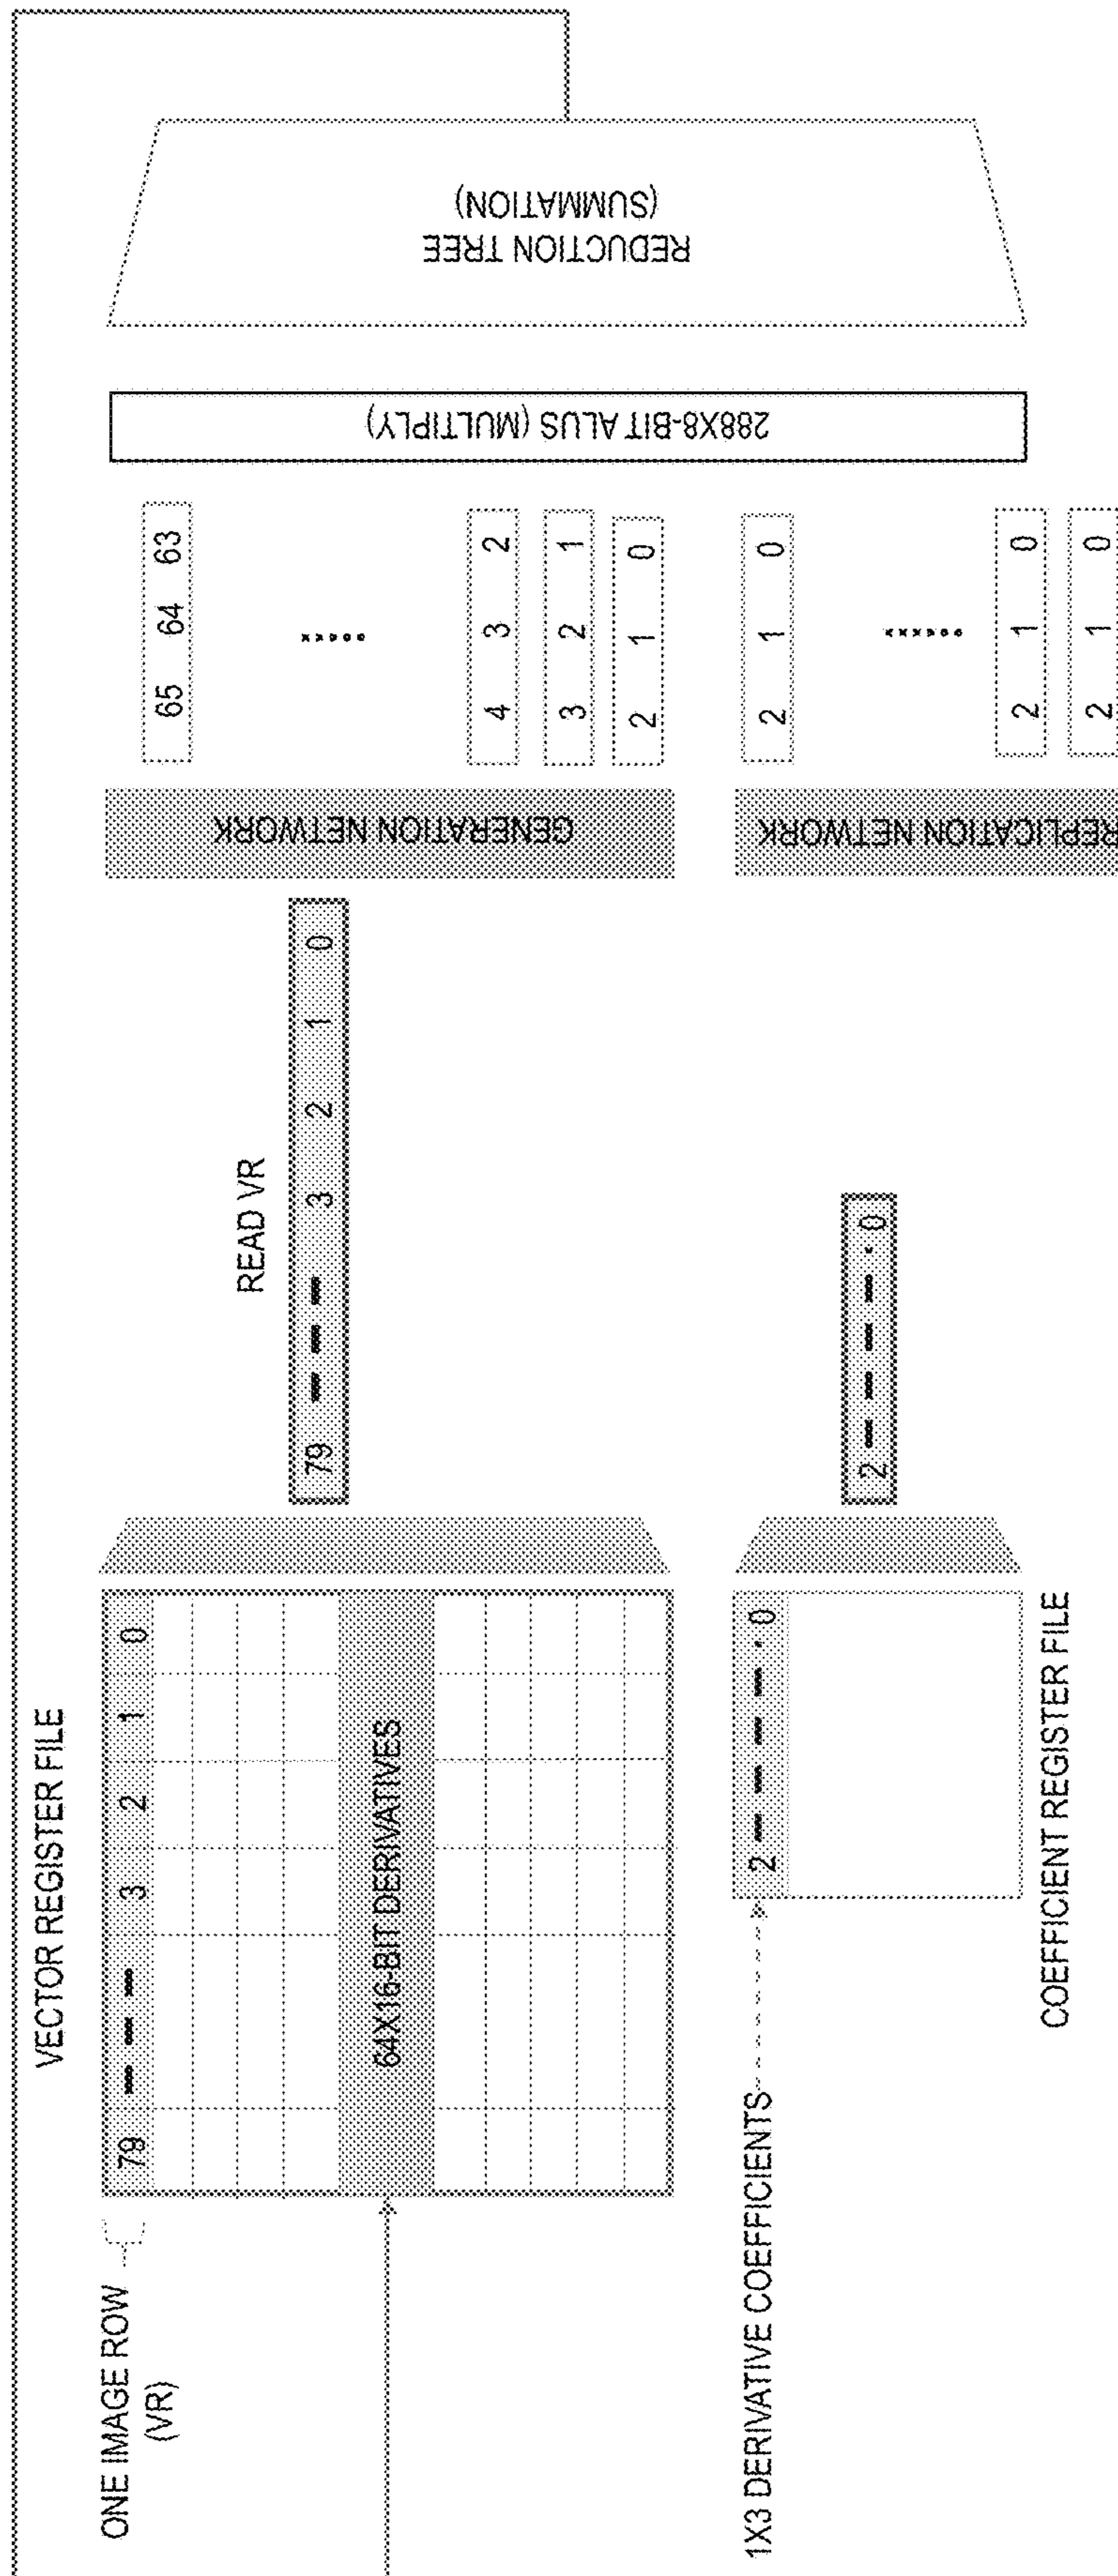 VECTOR REGISTER FILE
ONE IMAGE ROW
(VR)
79 3 2 1 0
64X16-BIT DERIVATIVES
1X3 DERIVATIVE COEFFICIENTS
2 0
COEFFICIENT REGISTER FILE
READ VR
79 3 2 1 0
2 0
GENERATION NETWORK
REPLICATION NETWORK
65 64 63
4 3 2
3 2 1
2 1 0
2 1 0
2 1 0
2 1 0
288X8-BIT ALUS (MULTIPLY)
REDUCTION TREE
(SUMMATION)